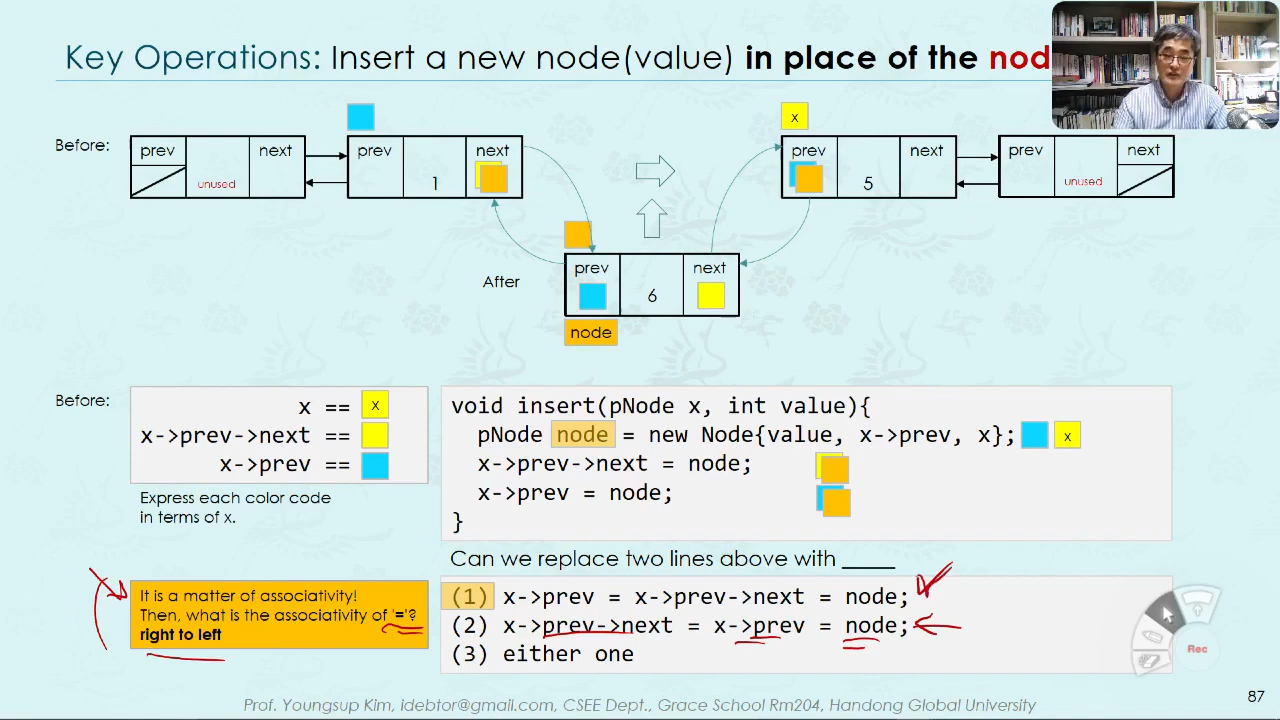 Key Operations: Insert a new node(value) in place of the nod
Before:
prev
unused
next
prev
1
next
x
prev
5
next
prev
unused
next
After
prev
6
next
node
Before:
x == x
x->prev->next ==
x->prev ==
Express each color code
in terms of x.
void insert(pNode x, int value){
pNode node = new Node{value, x->prev, x}; x
x->prev->next = node;
x->prev = node;
}
Can we replace two lines above with ____
(1) x->prev = x->prev->next = node;
(2) x->prev->next = x->prev = node;
(3) either one
It is a matter of associativity!
Then, what is the associativity of '='?
right to left
Rec
Prof. Youngsup Kim, idebtor@gmail.com, CSEE Dept., Grace School Rm204, Handong Global University
87